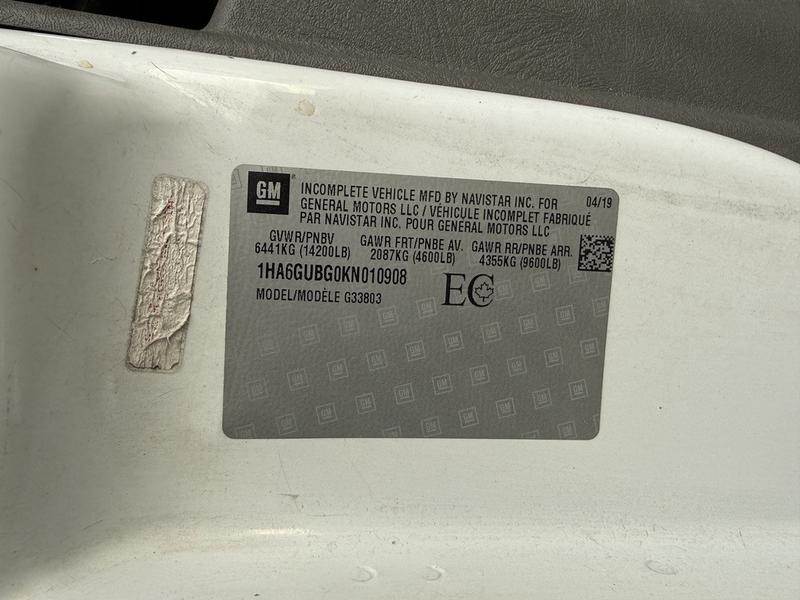 GM
INCOMPLETE VEHICLE MFD BY NAVISTAR INC. FOR
GENERAL MOTORS LLC / VÉHICULE INCOMPLET FABRIQUÉ
PAR NAVISTAR INC. POUR GENERAL MOTORS LLC
04/19
GVWR/PNBV GAWR FRT/PNBE AV. GAWR RR/PNBE ARR.
6441KG (14200LB) 2087KG (4600LB) 4355KG (9600LB)
1HA6GUBG0KN010908
MODEL/MODÈLE G33803
EC